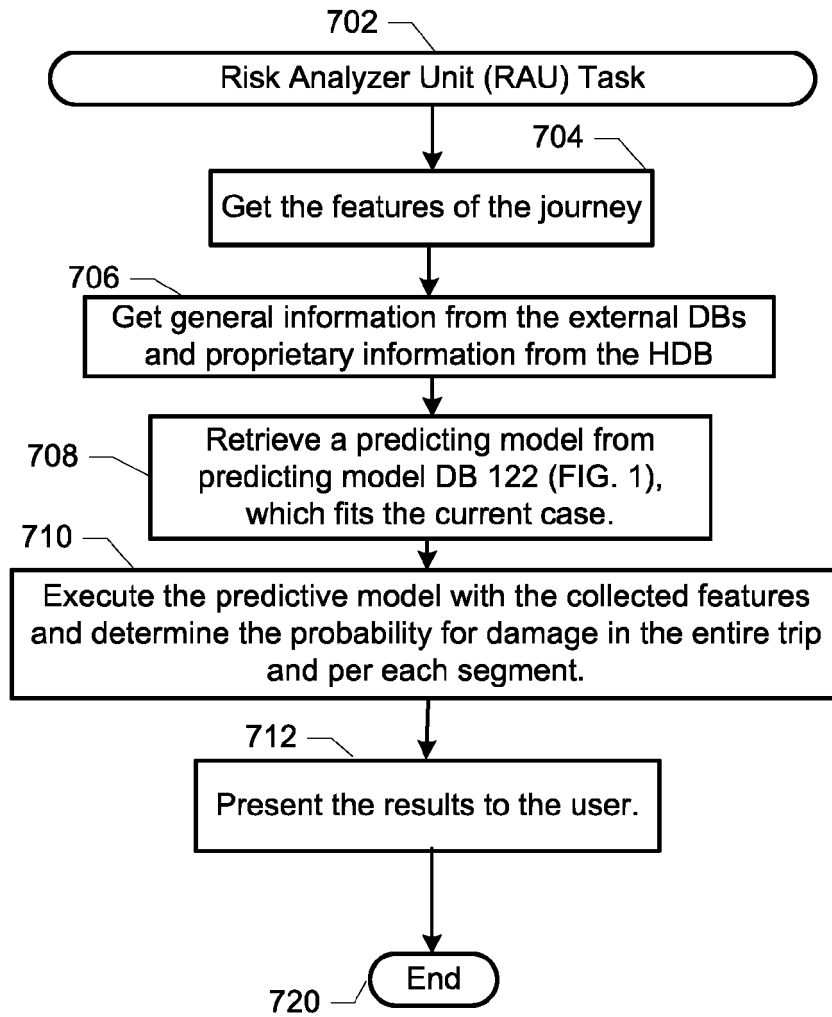 702
Risk Analyzer Unit (RAU) Task
704
Get the features of the journey
706
Get general information from the external DBs
and proprietary information from the HDB
708
Retrieve a predicting model from
predicting model DB 122 (FIG. 1),
which fits the current case.
710
Execute the predictive model with the collected features
and determine the probability for damage in the entire trip
and per each segment.
712
Present the results to the user.
End
720